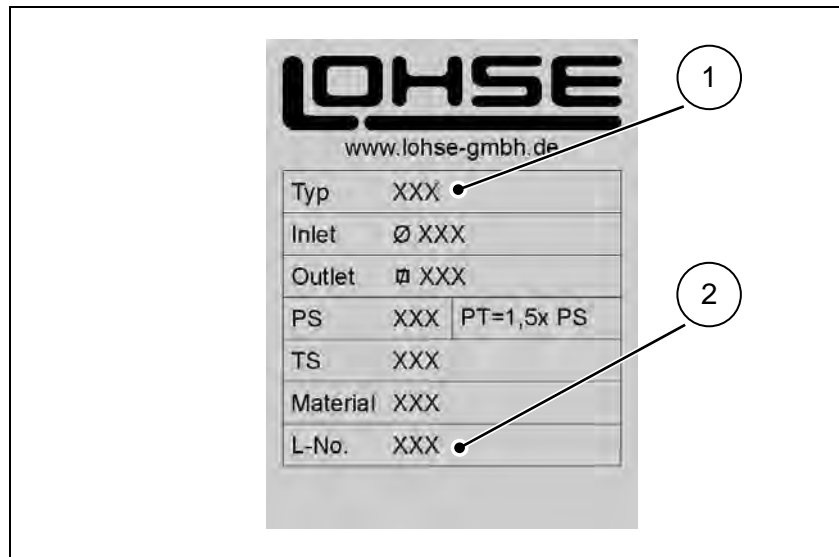 LOHSE
www.lohse-gmbh.de
Typ XXX
Inlet Ø XXX
Outlet ¤ XXX
PS XXX PT=1,5x PS
TS XXX
Material XXX
L-No. XXX
1
2